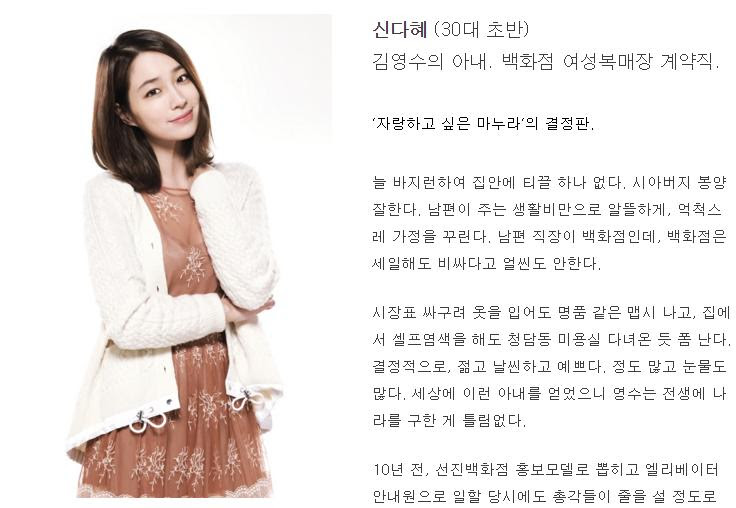 신다혜 (30대 초반)
김영수의 아내. 백화점 여성복매장 계약직.
‘자랑하고 싶은 마누라‘의 결정판.
늘 바지런하여 집안에 티끌 하나 없다. 시아버지 봉양
잘한다. 남편이 주는 생활비만으로 알뜰하게, 억척스
레 가정을 꾸린다. 남편 직장이 백화점인데, 백화점은
세일해도 비싸다고 얼씬도 안한다.
시장표 싸구려 옷을 입어도 명품 같은 맵시 나고, 집에
서 셀프염색을 해도 청담동 미용실 다녀온 듯 폼 난다.
결정적으로, 젊고 날씬하고 예쁘다. 정도 많고 눈물도
많다. 세상에 이런 아내를 얻었으니 영수는 전생에 나
라를 구한 게 틀림없다.
10년 전, 선진백화점 홍보모델로 뽑히고 엘리베이터
안내원으로 일할 당시에도 총각들이 줄을 설 정도로